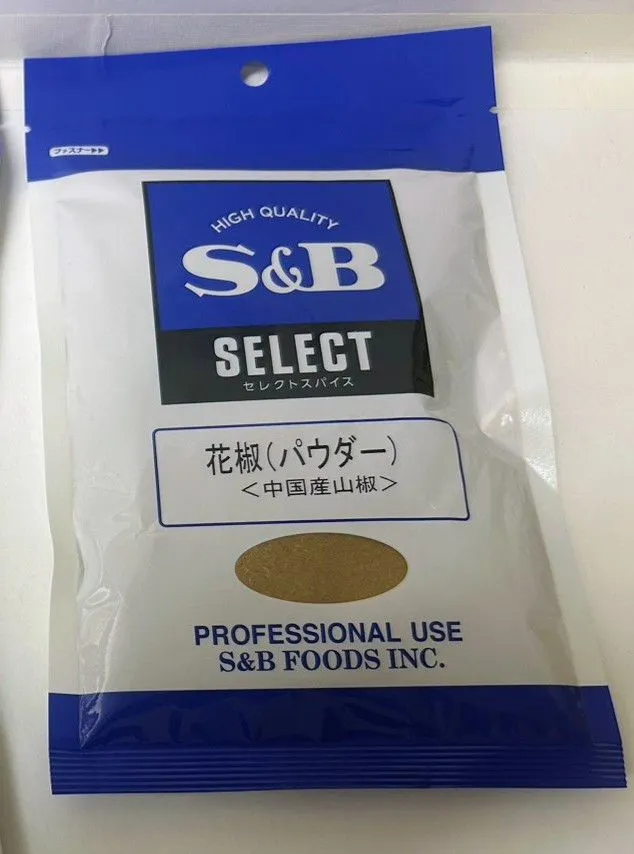 ファスナー▶▶
HIGH QUALITY
S&B
SELECT
セレクトスパイス
花椒(パウダー)
<中国産山椒>
PROFESSIONAL USE
S&B FOODS INC.